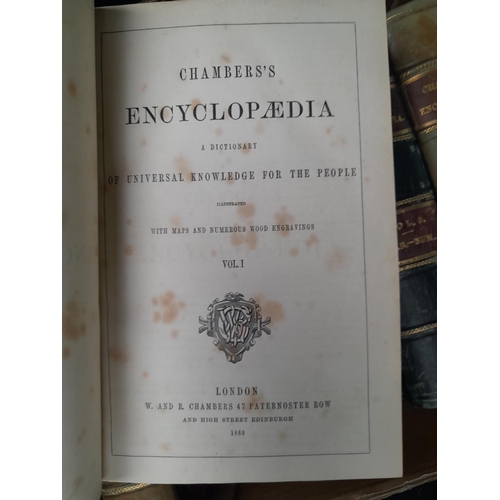 CHAMBERS'S
ENCYCLOPÆDIA
A DICTIONARY
OF UNIVERSAL KNOWLEDGE FOR THE PEOPLE
ILLUSTRATED
WITH MAPS AND NUMEROUS WOOD ENGRAVINGS
VOL. I
LONDON
W. AND R. CHAMBERS 47 PATERNOSTER ROW
AND HIGH STREET EDINBURGH